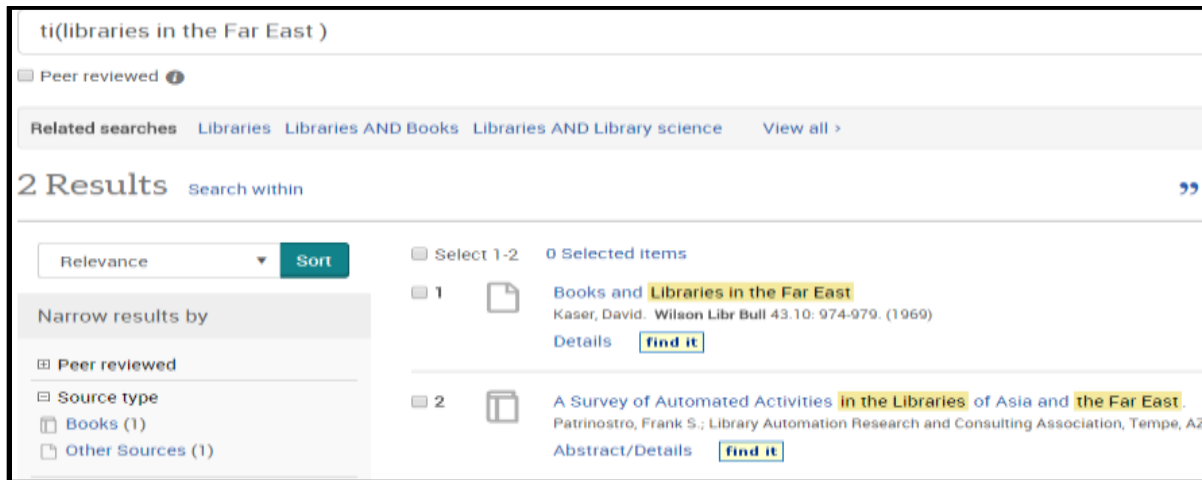 ti(libraries in the Far East )
Peer reviewed
Related searches Libraries Libraries AND Books Libraries AND Library science View all >
2 Results Search within
Relevance Sort
Select 1-2 0 Selected items
1 Books and Libraries in the Far East
Kaser, David. Wilson Libr Bull 43.10: 974-979. (1969)
Details find it
Narrow results by
Peer reviewed
Source type
Books (1)
Other Sources (1)
2 A Survey of Automated Activities in the Libraries of Asia and the Far East.
Patrinostro, Frank S.; Library Automation Research and Consulting Association, Tempe, AZ
Abstract/Details find it